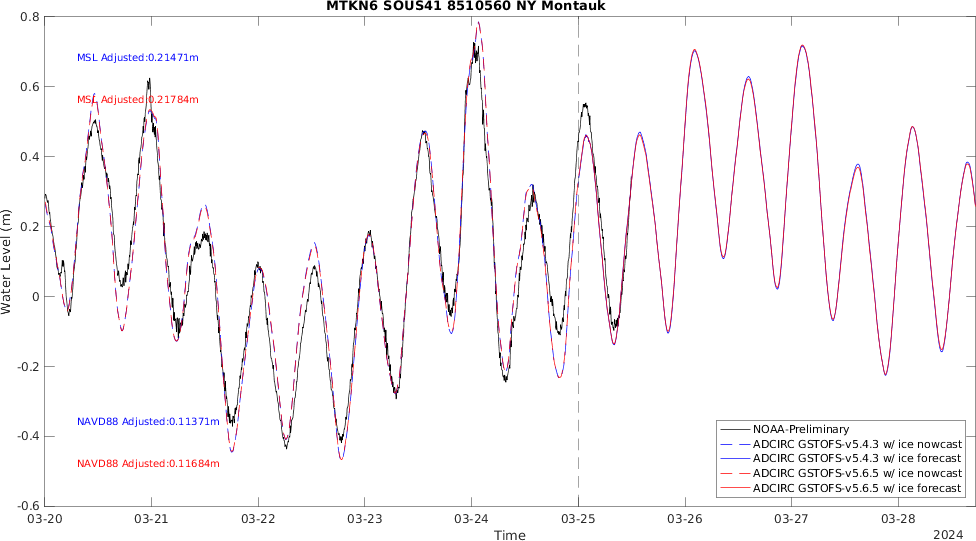 MTKN6 SOUS41 8510560 NY Montauk
Water Level (m)
0.8
0.6
0.4
0.2
0
-0.2
-0.4
-0.6
MSL Adjusted:0.21471m
MSL Adjusted:0.21784m
NAVD88 Adjusted:0.11371m
NAVD88 Adjusted:0.11684m
NOAA-Preliminary
ADCIRC GSTOFS-v5.4.3 w/ ice nowcast
ADCIRC GSTOFS-v5.4.3 w/ ice forecast
ADCIRC GSTOFS-v5.6.5 w/ ice nowcast
ADCIRC GSTOFS-v5.6.5 w/ ice forecast
03-20 03-21 03-22 03-23 03-24 03-25 03-26 03-27 03-28
Time
2024